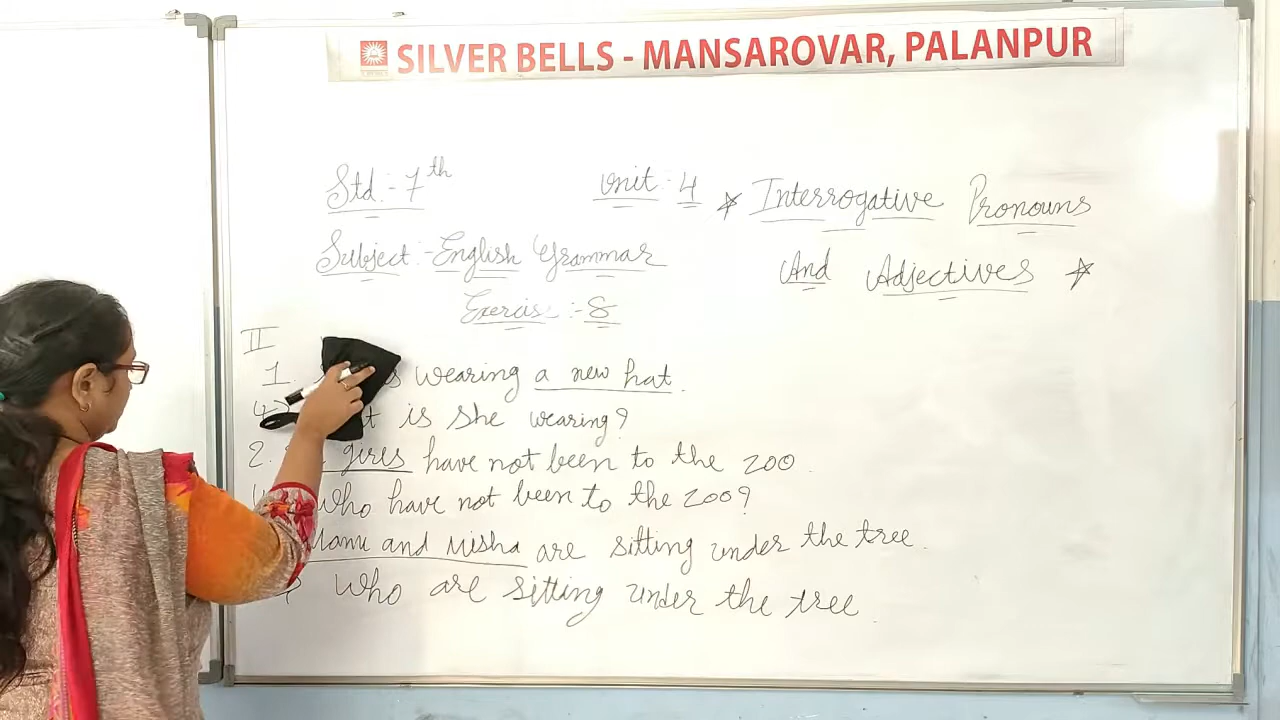 SILVER BELLS - MANSAROVAR, PALANPUR
Std :- 7th
Unit :- 4
* Interrogative Pronouns
And Adjectives *
Subject :- English Grammar
Exercise :- 8
II
1. wearing a new hat.
is she wearing?
2. girls have not been to the zoo.
Who have not been to the zoo?
and Misha are sitting under the tree.
Who are sitting under the tree